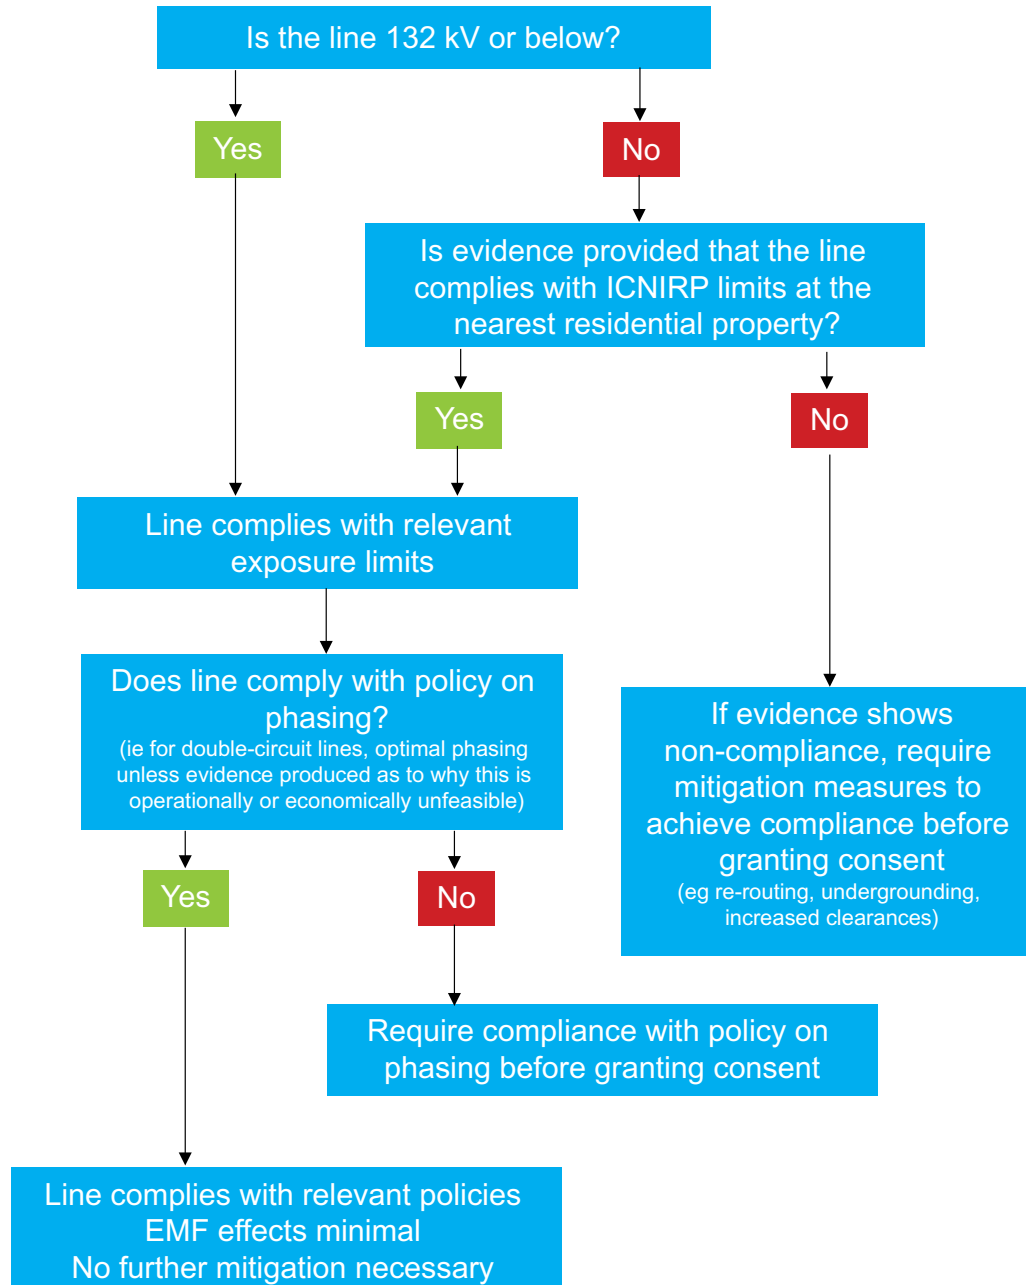 Is the line 132 kV or below?
Yes
No
Is evidence provided that the line
complies with ICNIRP limits at the
nearest residential property?
Yes
No
Line complies with relevant
exposure limits
Does line comply with policy on
phasing?
(ie for double-circuit lines, optimal phasing
unless evidence produced as to why this is
operationally or economically unfeasible)
If evidence shows
non-compliance, require
mitigation measures to
achieve compliance before
granting consent
(eg re-routing, undergrounding,
increased clearances)
Yes
No
Require compliance with policy on
phasing before granting consent
Line complies with relevant policies
EMF effects minimal
No further mitigation necessary